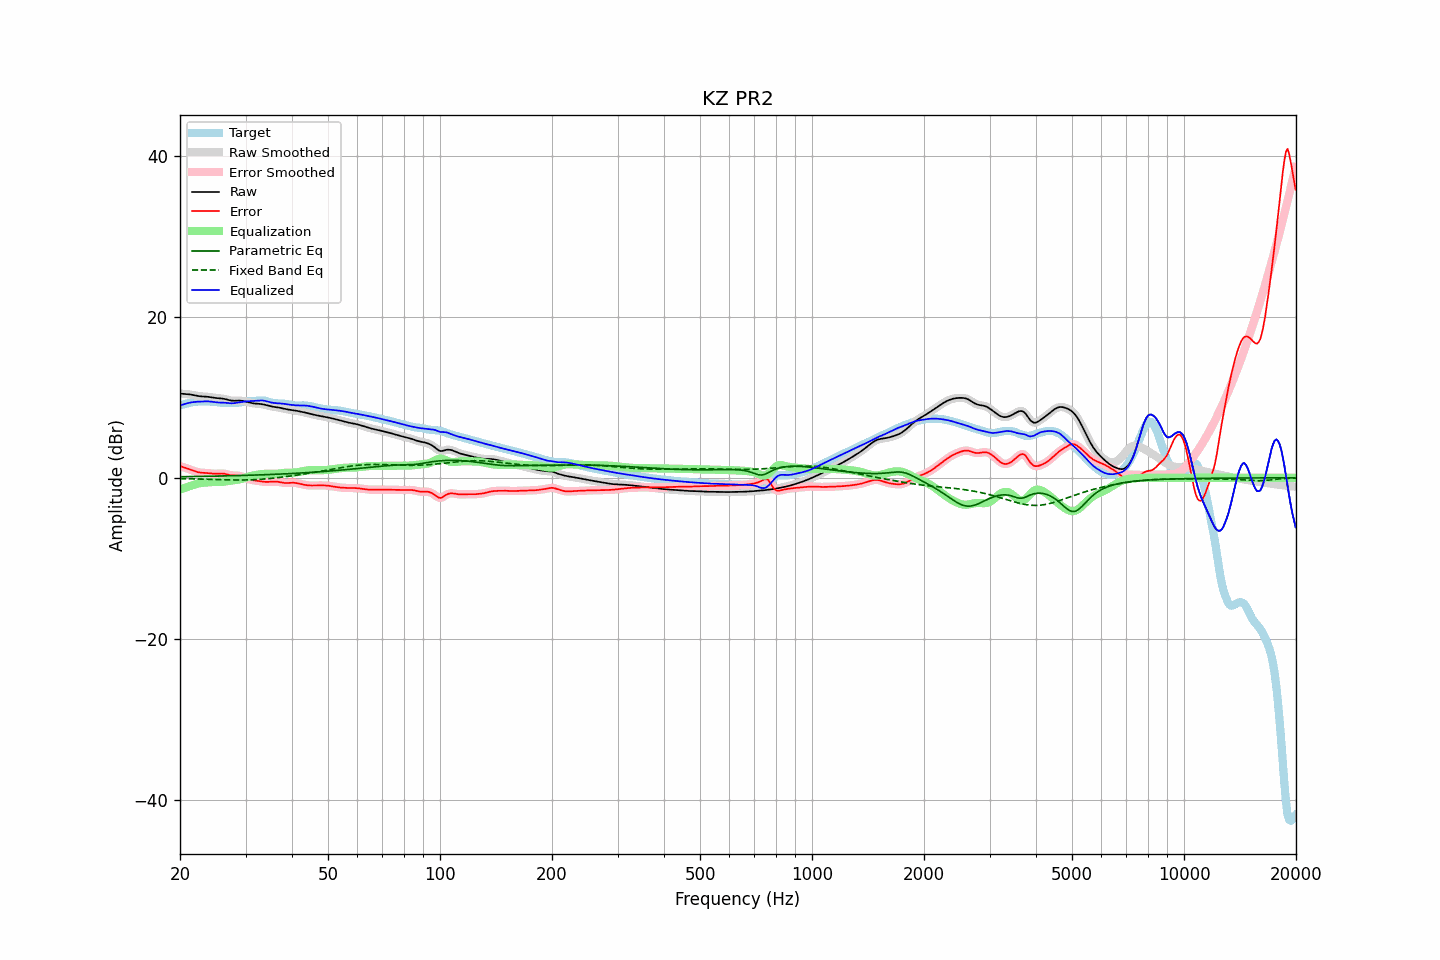 KZ PR2
Target
Raw Smoothed
Error Smoothed
Raw
Error
Equalization
Parametric Eq
Fixed Band Eq
Equalized
40
20
0
−20
−40
Amplitude (dBr)
20 50 100 200 500 1000 2000 5000 10000 20000
Frequency (Hz)